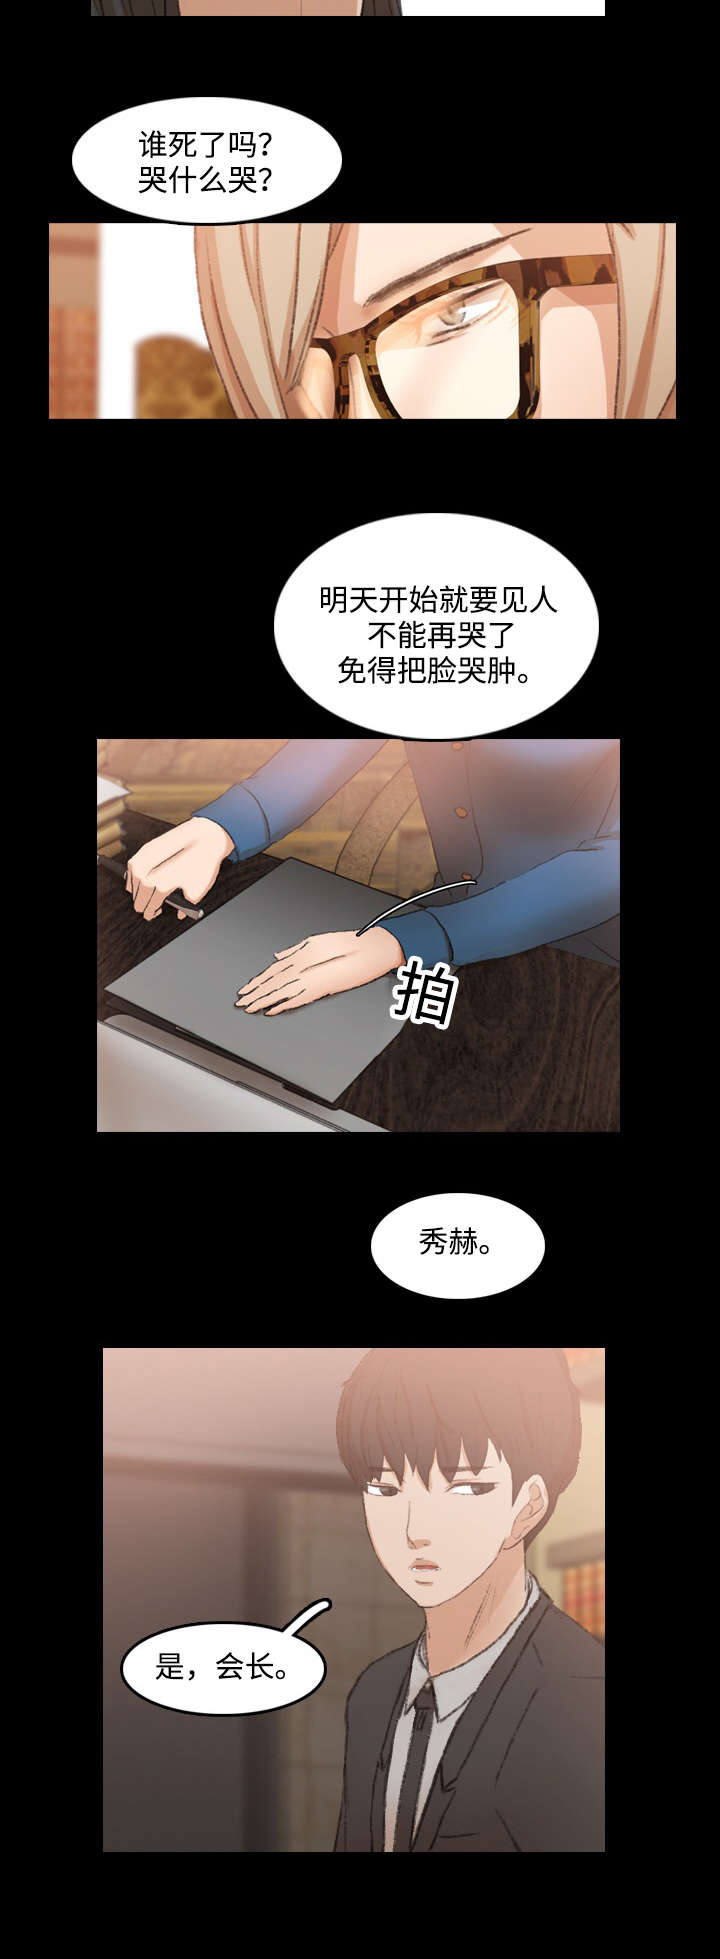 谁死了吗？
哭什么哭？
明天开始就要见人
不能再哭了
免得把脸哭肿。
拍
秀赫。
是，会长。